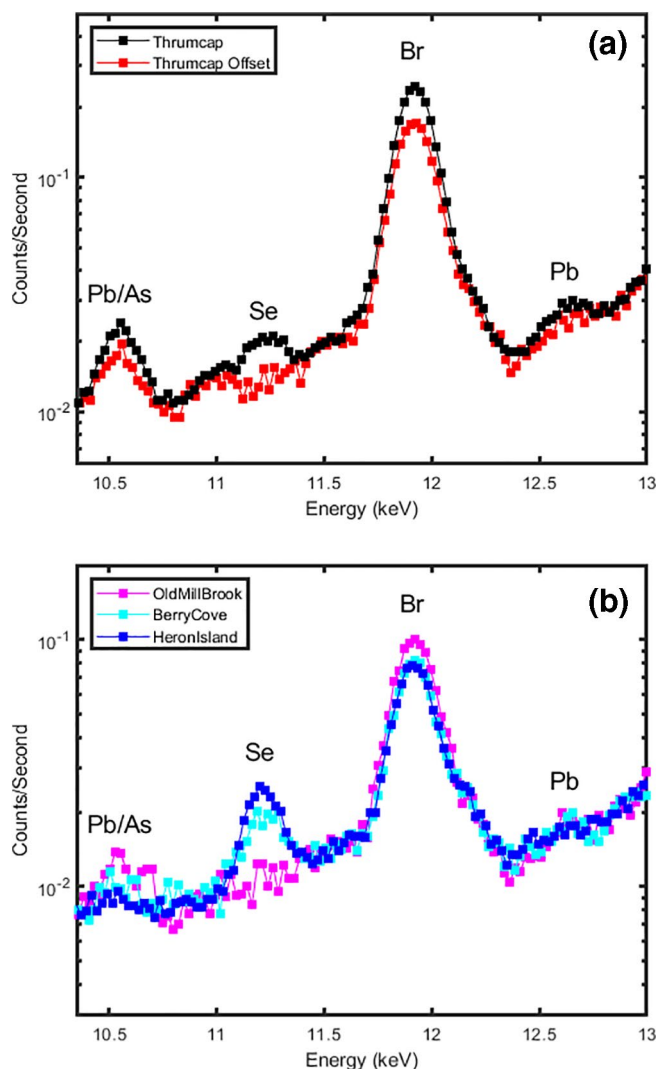 (a)
Thrumcap
Thrumcap Offset
Br
Pb/As
Se
Pb
Counts/Second
10^-1
10^-2
10.5 11 11.5 12 12.5 13
Energy (keV)
(b)
OldMillBrook
BerryCove
HeronIsland
Br
Se
Pb/As
Pb
Counts/Second
10^-1
10^-2
10.5 11 11.5 12 12.5 13
Energy (keV)